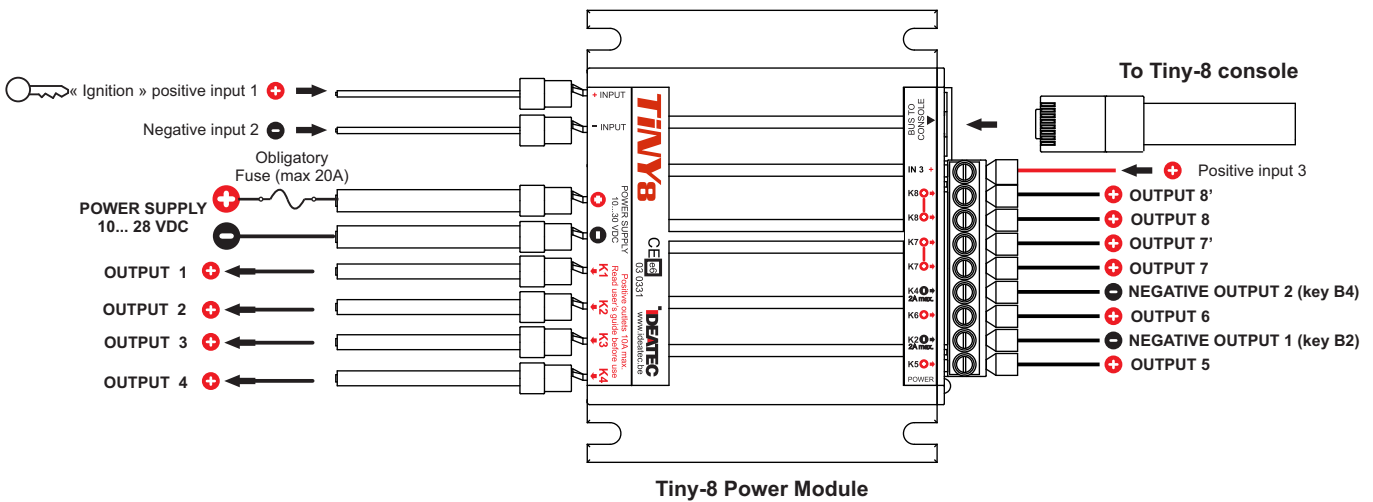 « Ignition » positive input 1
Negative input 2
Obligatory
Fuse (max 20A)
POWER SUPPLY
10... 28 VDC
OUTPUT 1
OUTPUT 2
OUTPUT 3
OUTPUT 4
+ INPUT
- INPUT
TiNY8
POWER SUPPLY
10...30 VDC
CE e6
03 0331
K1
K2
K3
K4
Positive outlets 10A max.
Read user's guide before use
iDEATEC
www.ideatec.be
BUS TO
CONSOLE
IN 3 +
K8
K8
K7
K7
K4
2A max.
K6
K2
2A max.
K5
POWER
To Tiny-8 console
Positive input 3
OUTPUT 8’
OUTPUT 8
OUTPUT 7’
OUTPUT 7
NEGATIVE OUTPUT 2 (key B4)
OUTPUT 6
NEGATIVE OUTPUT 1 (key B2)
OUTPUT 5
Tiny-8 Power Module